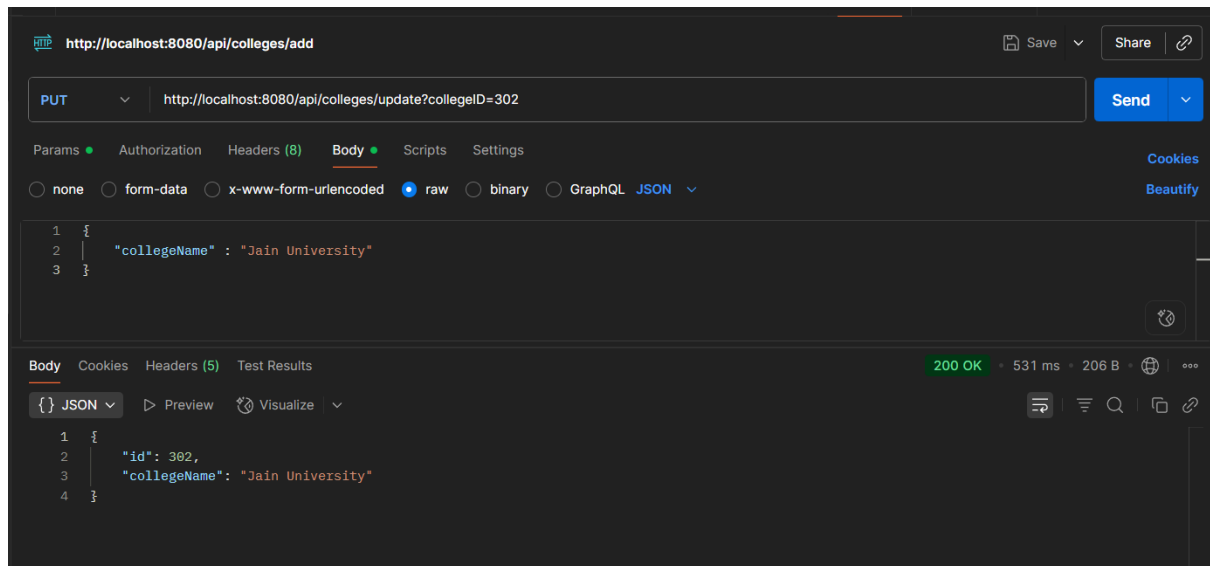 HTTP http://localhost:8080/api/colleges/add Save Share
PUT http://localhost:8080/api/colleges/update?collegeID=302 Send
Params Authorization Headers (8) Body Scripts Settings Cookies
none form-data x-www-form-urlencoded raw binary GraphQL JSON Beautify
1 {
2 "collegeName" : "Jain University"
3 }
Body Cookies Headers (5) Test Results 200 OK 531 ms 206 B
{} JSON Preview Visualize
1 {
2 "id": 302,
3 "collegeName": "Jain University"
4 }